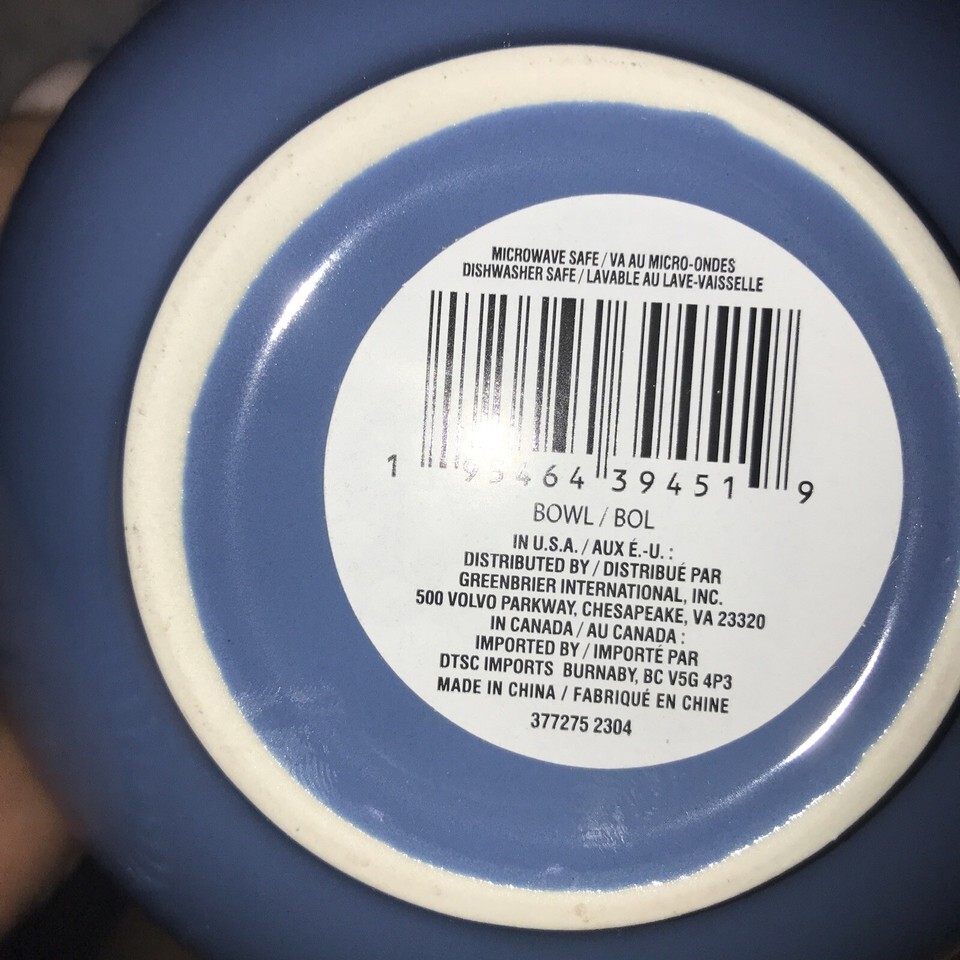 MICROWAVE SAFE / VA AU MICRO-ONDES
DISHWASHER SAFE / LAVABLE AU LAVE-VAISSELLE
1 95464 39451 9
BOWL / BOL
IN U.S.A. / AUX É.-U. :
DISTRIBUTED BY / DISTRIBUÉ PAR
GREENBRIER INTERNATIONAL, INC.
500 VOLVO PARKWAY, CHESAPEAKE, VA 23320
IN CANADA / AU CANADA :
IMPORTED BY / IMPORTÉ PAR
DTSC IMPORTS BURNABY, BC V5G 4P3
MADE IN CHINA / FABRIQUÉ EN CHINE
377275 2304